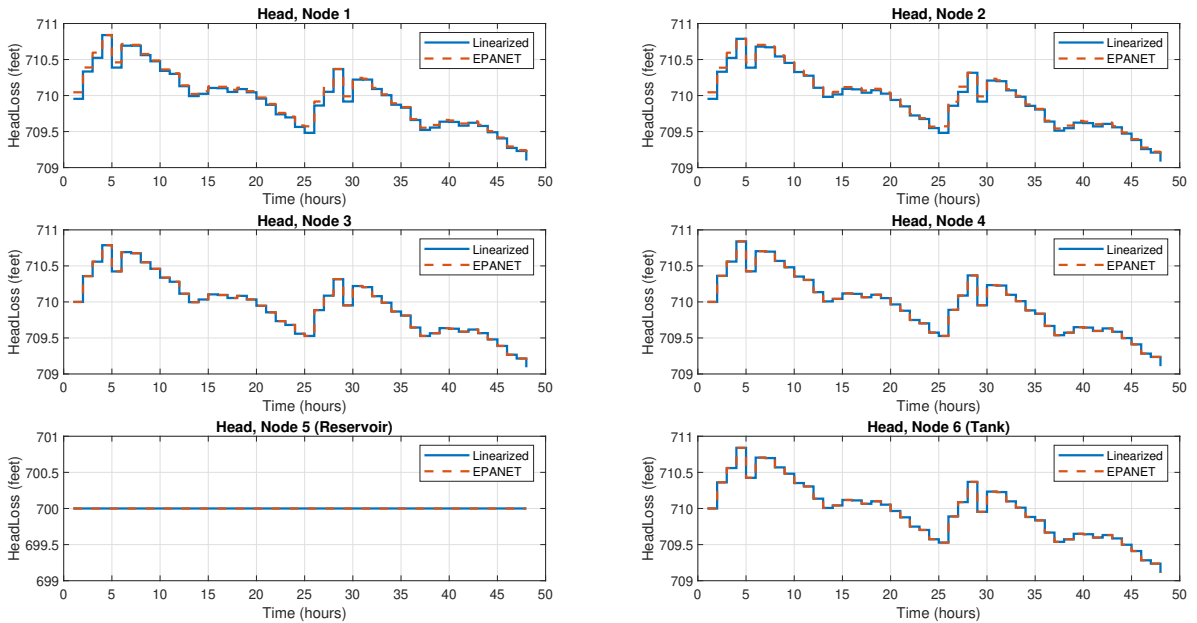 Head, Node 1
HeadLoss (feet)
711
710.5
710
709.5
709
Linearized
EPANET
0 5 10 15 20 25 30 35 40 45 50
Time (hours)
Head, Node 2
HeadLoss (feet)
711
710.5
710
709.5
709
Linearized
EPANET
0 5 10 15 20 25 30 35 40 45 50
Time (hours)
Head, Node 3
HeadLoss (feet)
711
710.5
710
709.5
709
Linearized
EPANET
0 5 10 15 20 25 30 35 40 45 50
Time (hours)
Head, Node 4
HeadLoss (feet)
711
710.5
710
709.5
709
Linearized
EPANET
0 5 10 15 20 25 30 35 40 45 50
Time (hours)
Head, Node 5 (Reservoir)
HeadLoss (feet)
701
700.5
700
699.5
699
Linearized
EPANET
0 5 10 15 20 25 30 35 40 45 50
Time (hours)
Head, Node 6 (Tank)
HeadLoss (feet)
711
710.5
710
709.5
709
Linearized
EPANET
0 5 10 15 20 25 30 35 40 45 50
Time (hours)